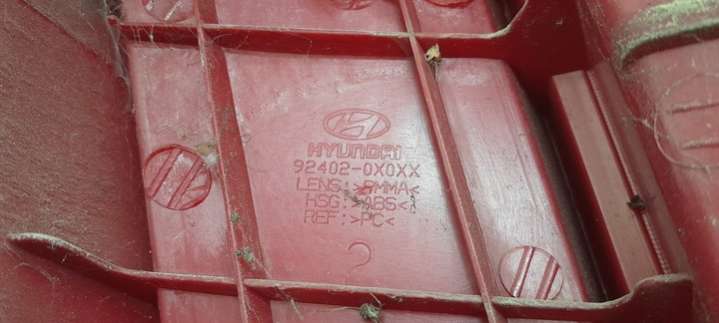 HYUNDAI
92402-0X0XX
LENS:>PMMA<
HSG:>ABS<
REF:>PC<